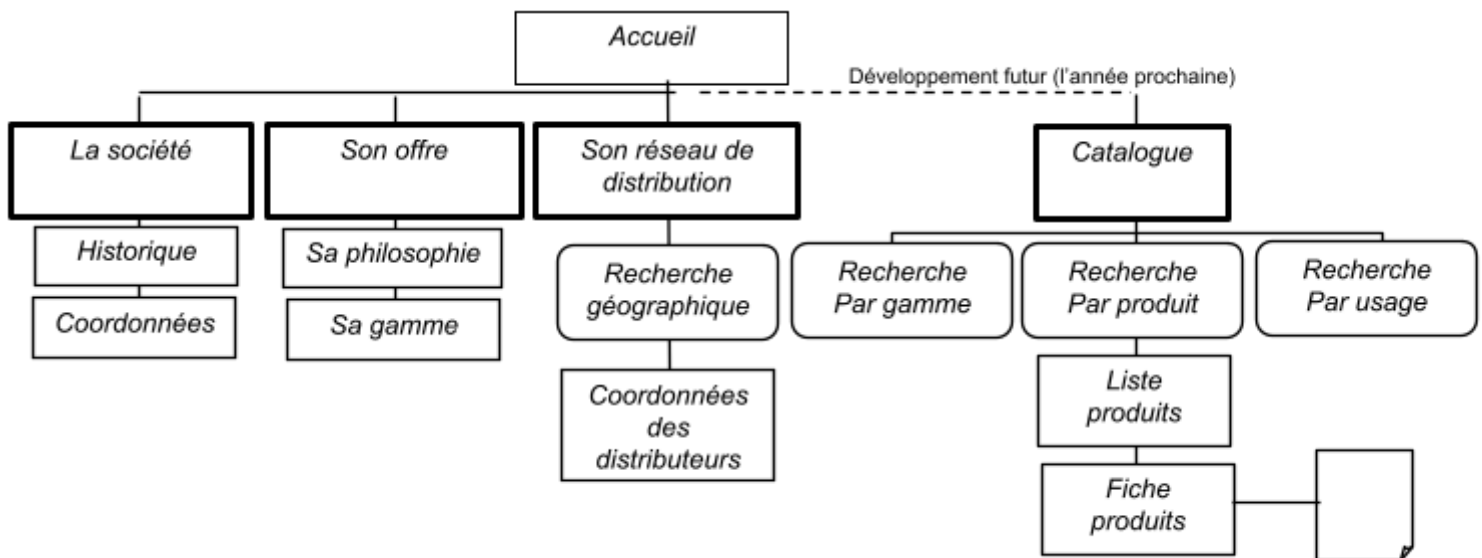 Accueil
Développement futur (l'année prochaine)
La société
Son offre
Son réseau de
distribution
Catalogue
Historique
Sa philosophie
Recherche
géographique
Recherche
Par gamme
Recherche
Par produit
Recherche
Par usage
Coordonnées
Sa gamme
Coordonnées
des
distributeurs
Liste
produits
Fiche
produits